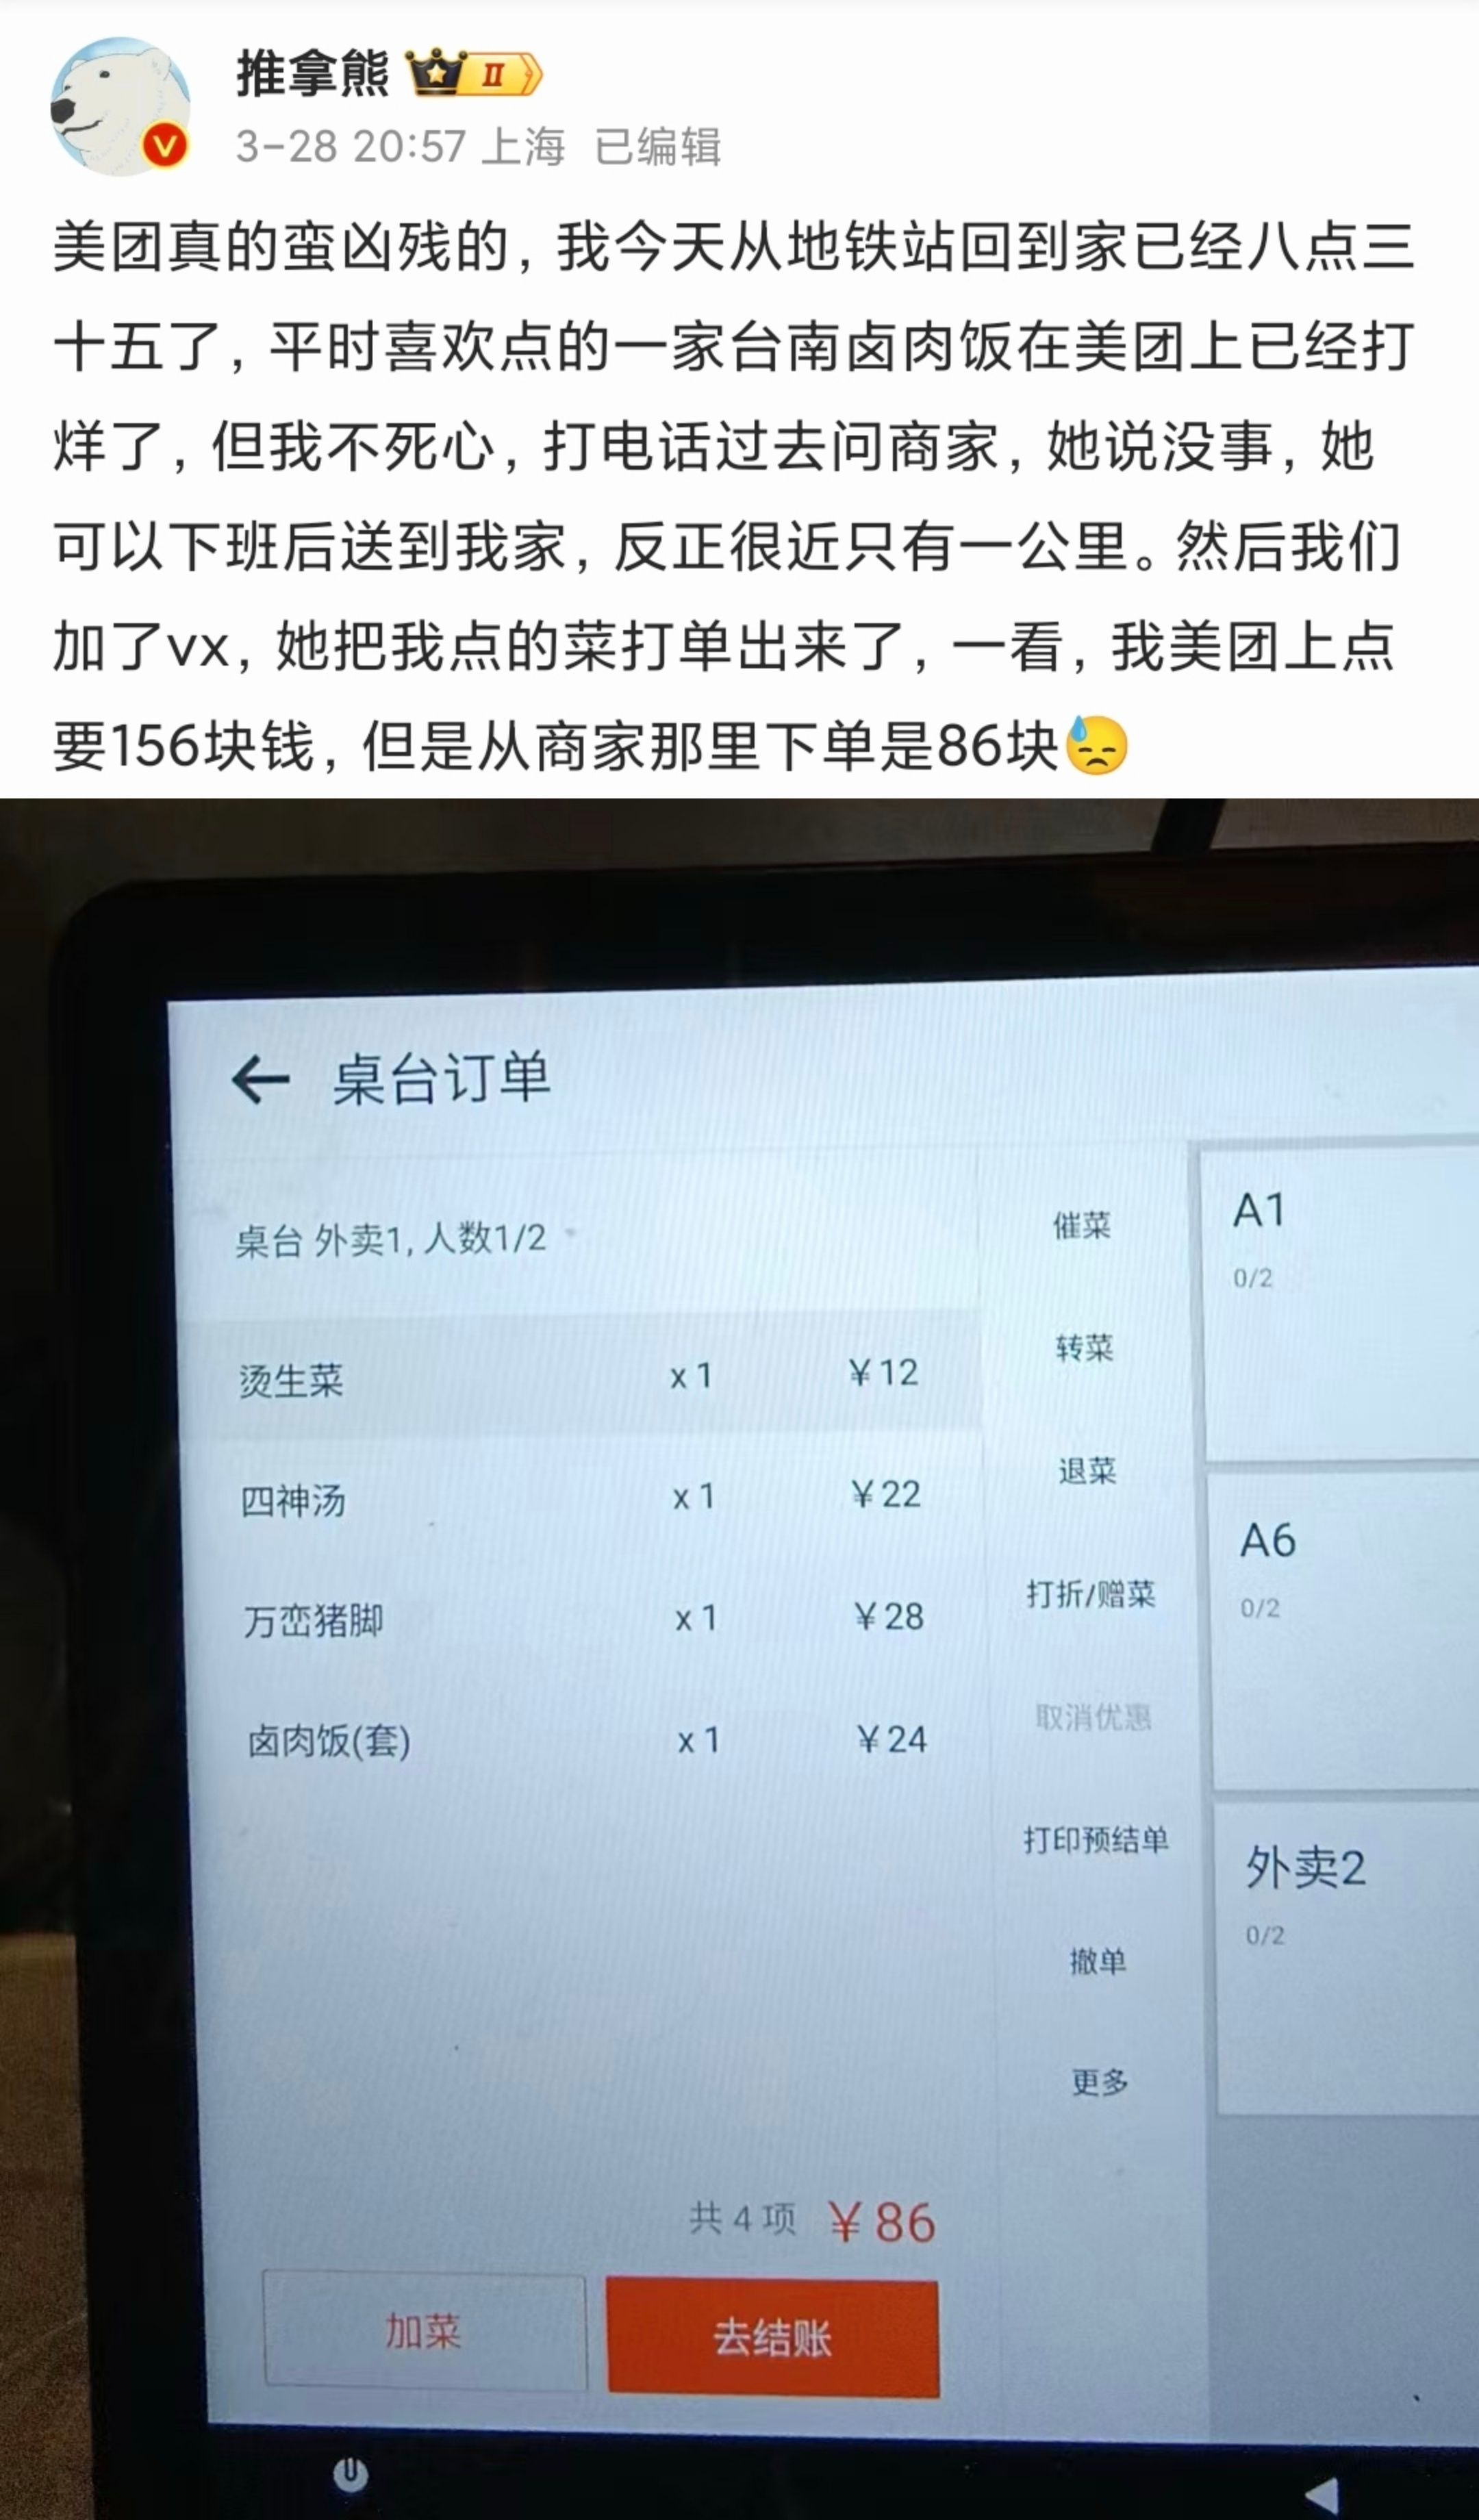 推拿熊 II
3-28 20:57 上海 已编辑
美团真的蛮凶残的，我今天从地铁站回到家已经八点三
十五了，平时喜欢点的一家台南卤肉饭在美团上已经打
烊了，但我不死心，打电话过去问商家，她说没事，她
可以下班后送到我家，反正很近只有一公里。然后我们
加了vx，她把我点的菜打单出来了，一看，我美团上点
要156块钱，但是从商家那里下单是86块😓
← 桌台订单
桌台 外卖1, 人数1/2
烫生菜 x1 ¥12
四神汤 x1 ¥22
万峦猪脚 x1 ¥28
卤肉饭(套) x1 ¥24
共4项 ¥86
加菜 去结账
催菜
转菜
退菜
打折/赠菜
取消优惠
打印预结单
撤单
更多
A1
0/2
A6
0/2
外卖2
0/2